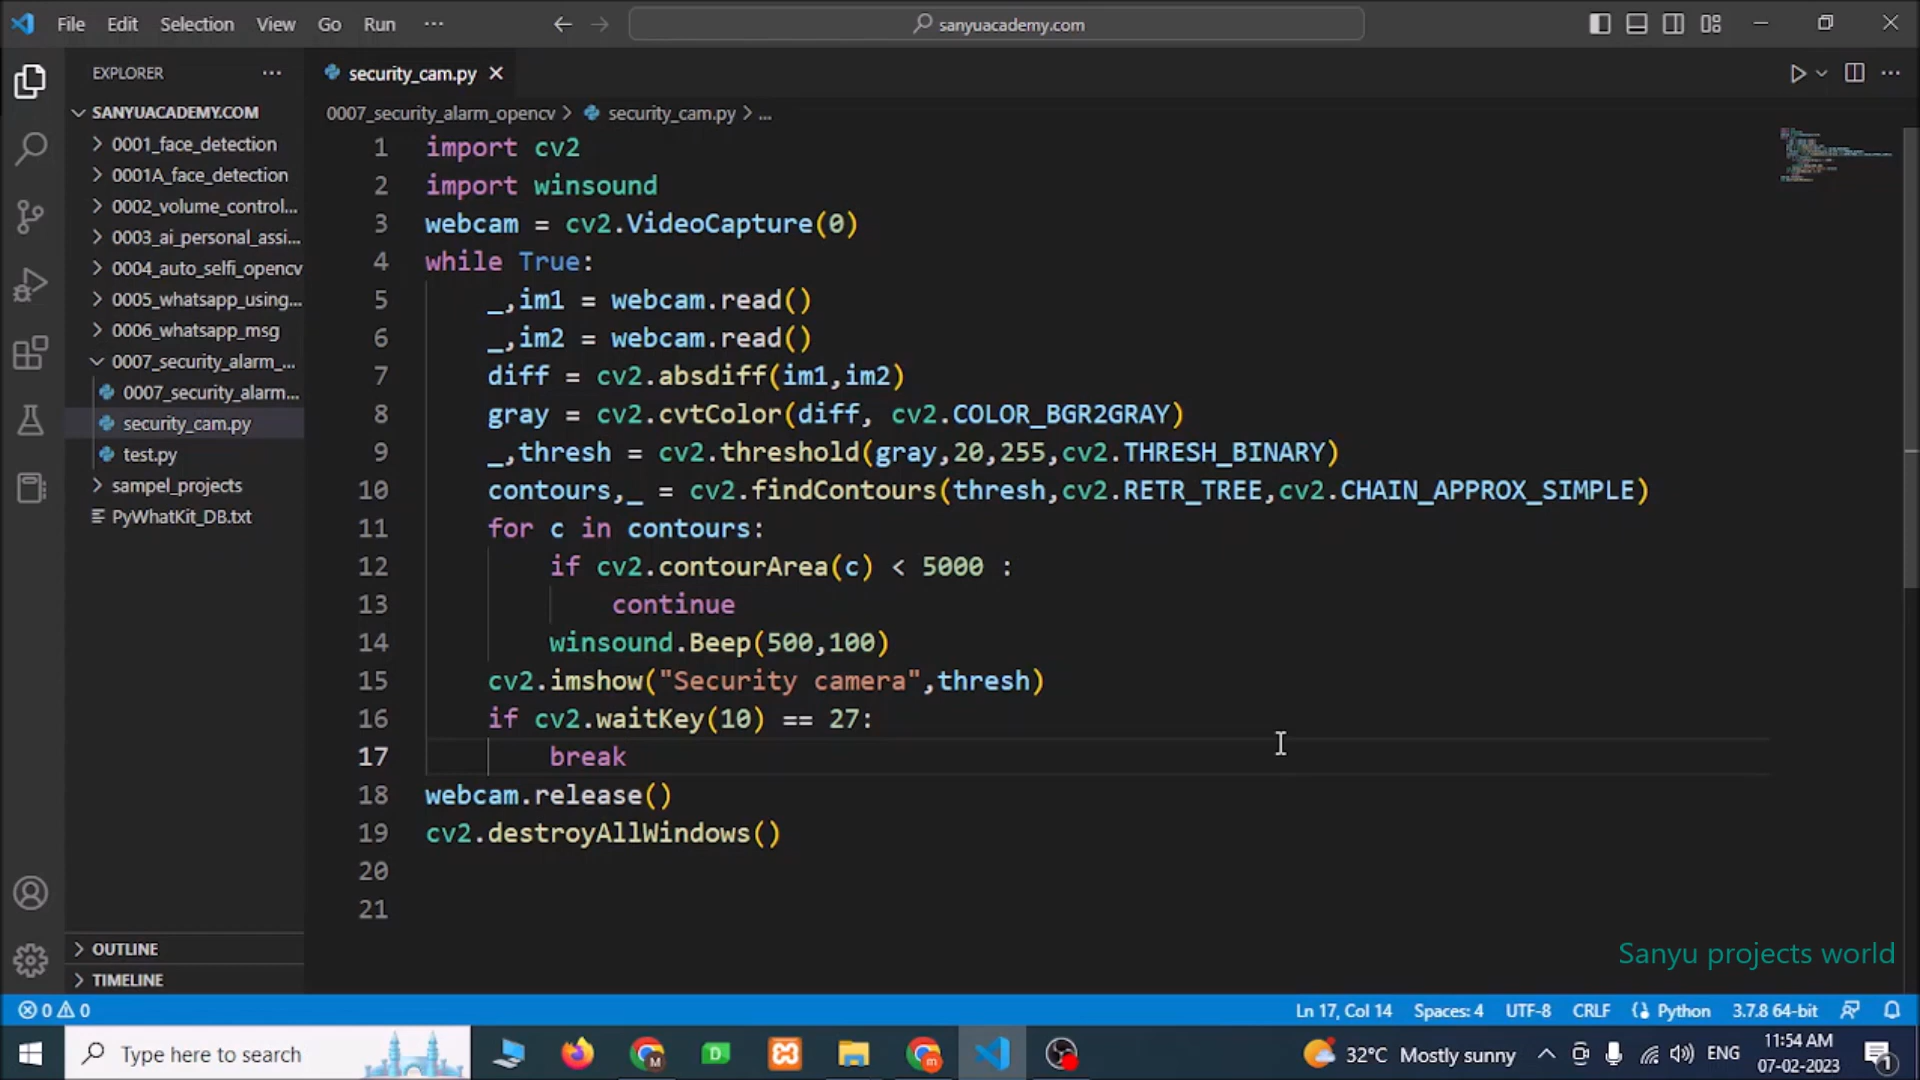 File Edit Selection View Go Run ··· sanyuacademy.com
EXPLORER ···
SANYUACADEMY.COM
0001_face_detection
0001A_face_detection
0002_volume_control...
0003_ai_personal_assi...
0004_auto_selfi_opencv
0005_whatsapp_using...
0006_whatsapp_msg
0007_security_alarm_...
0007_security_alarm...
security_cam.py
test.py
sampel_projects
PyWhatKit_DB.txt
OUTLINE
TIMELINE
security_cam.py
0007_security_alarm_opencv > security_cam.py > ...
1 import cv2
2 import winsound
3 webcam = cv2.VideoCapture(0)
4 while True:
5 _,im1 = webcam.read()
6 _,im2 = webcam.read()
7 diff = cv2.absdiff(im1,im2)
8 gray = cv2.cvtColor(diff, cv2.COLOR_BGR2GRAY)
9 _,thresh = cv2.threshold(gray,20,255,cv2.THRESH_BINARY)
10 contours,_ = cv2.findContours(thresh,cv2.RETR_TREE,cv2.CHAIN_APPROX_SIMPLE)
11 for c in contours:
12 if cv2.contourArea(c) < 5000 :
13 continue
14 winsound.Beep(500,100)
15 cv2.imshow("Security camera",thresh)
16 if cv2.waitKey(10) == 27:
17 break
18 webcam.release()
19 cv2.destroyAllWindows()
20
21
Sanyu projects world
0 0 Ln 17, Col 14 Spaces: 4 UTF-8 CRLF Python 3.7.8 64-bit
Type here to search 32°C Mostly sunny ENG
11:54 AM
07-02-2023
1